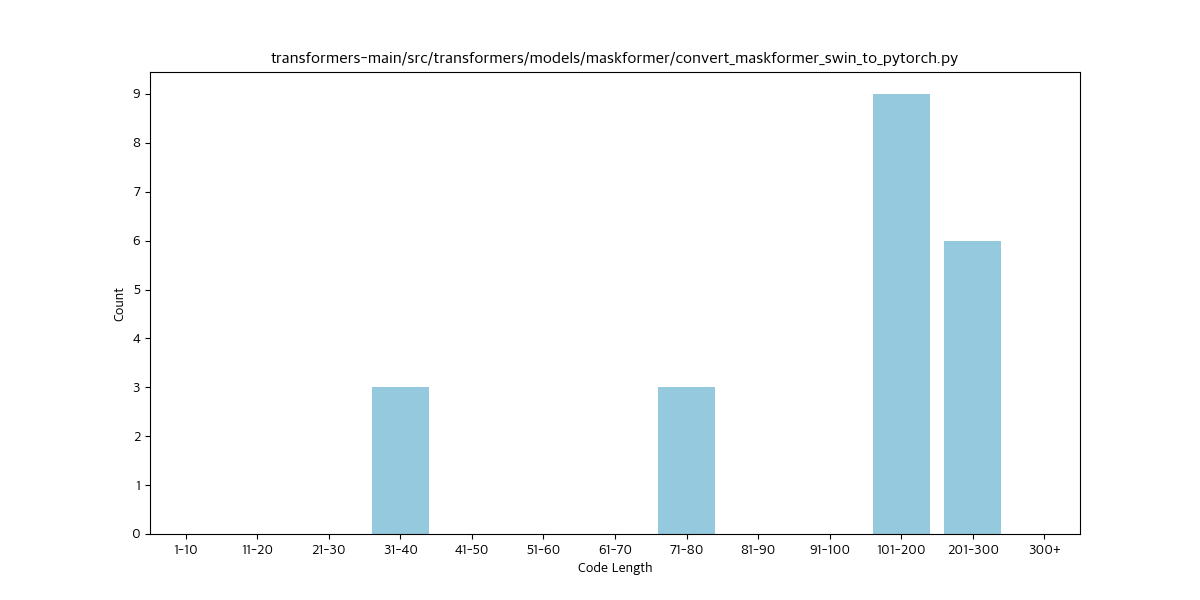 transformers-main/src/transformers/models/maskformer/convert_maskformer_swin_to_pytorch.py
9
8
7
6
5
4
3
2
1
0
Count
1-10 11-20 21-30 31-40 41-50 51-60 61-70 71-80 81-90 91-100 101-200 201-300 300+
Code Length